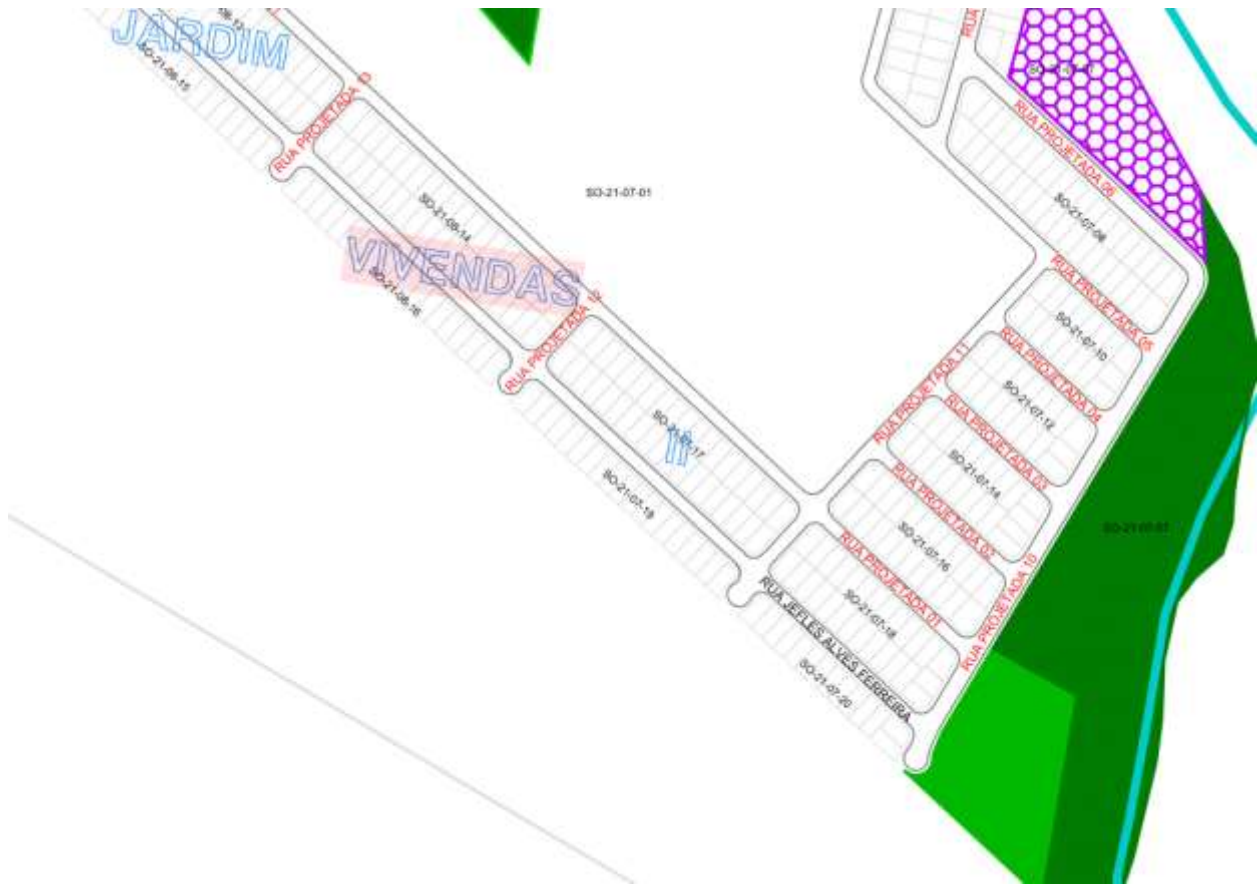 JARDIM
SO-21-08-15
RUA PROJETADA 13
SO-21-07-01
RUA PROJETADA 06
SO-21-08-14
SO-21-07-08
VIVENDAS
SO-21-08-16
RUA PROJETADA 05
RUA PROJETADA 12
SO-21-07-10
RUA PROJETADA 04
RUA PROJETADA 11
SO-21-07-12
RUA PROJETADA 03
II
SO-21-07-14
SO-21-07-19
RUA PROJETADA 02
SO-21-07-16
RUA PROJETADA 01
RUA PROJETADA 10
SO-21-07-18
RUA JEFLES ALVES FERREIRA
SO-21-07-20